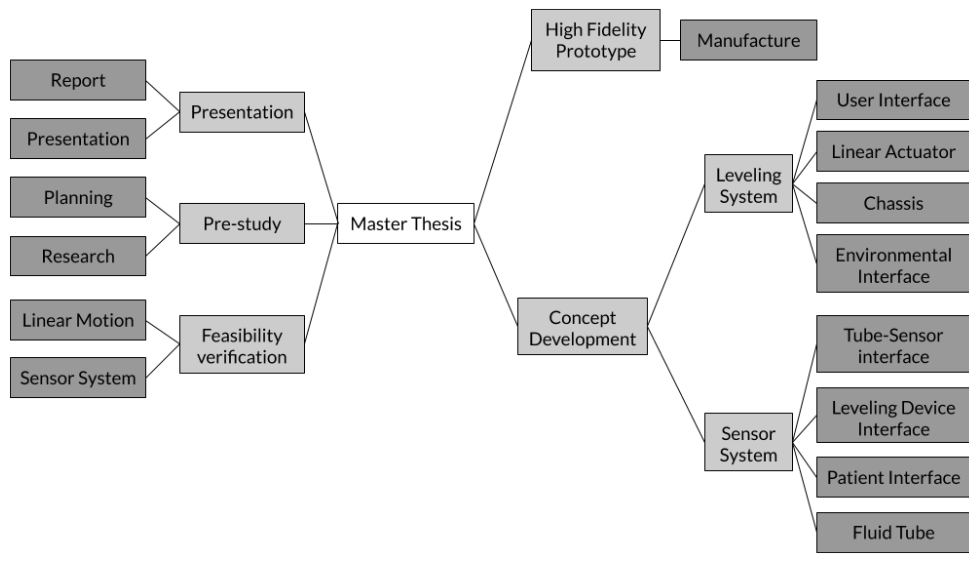 High Fidelity
Prototype
Manufacture
Report
Presentation
Presentation
Planning
Research
Pre-study
Linear Motion
Sensor System
Feasibility
verification
Master Thesis
Concept
Development
Leveling
System
User Interface
Linear Actuator
Chassis
Environmental
Interface
Sensor
System
Tube-Sensor
interface
Leveling Device
Interface
Patient Interface
Fluid Tube